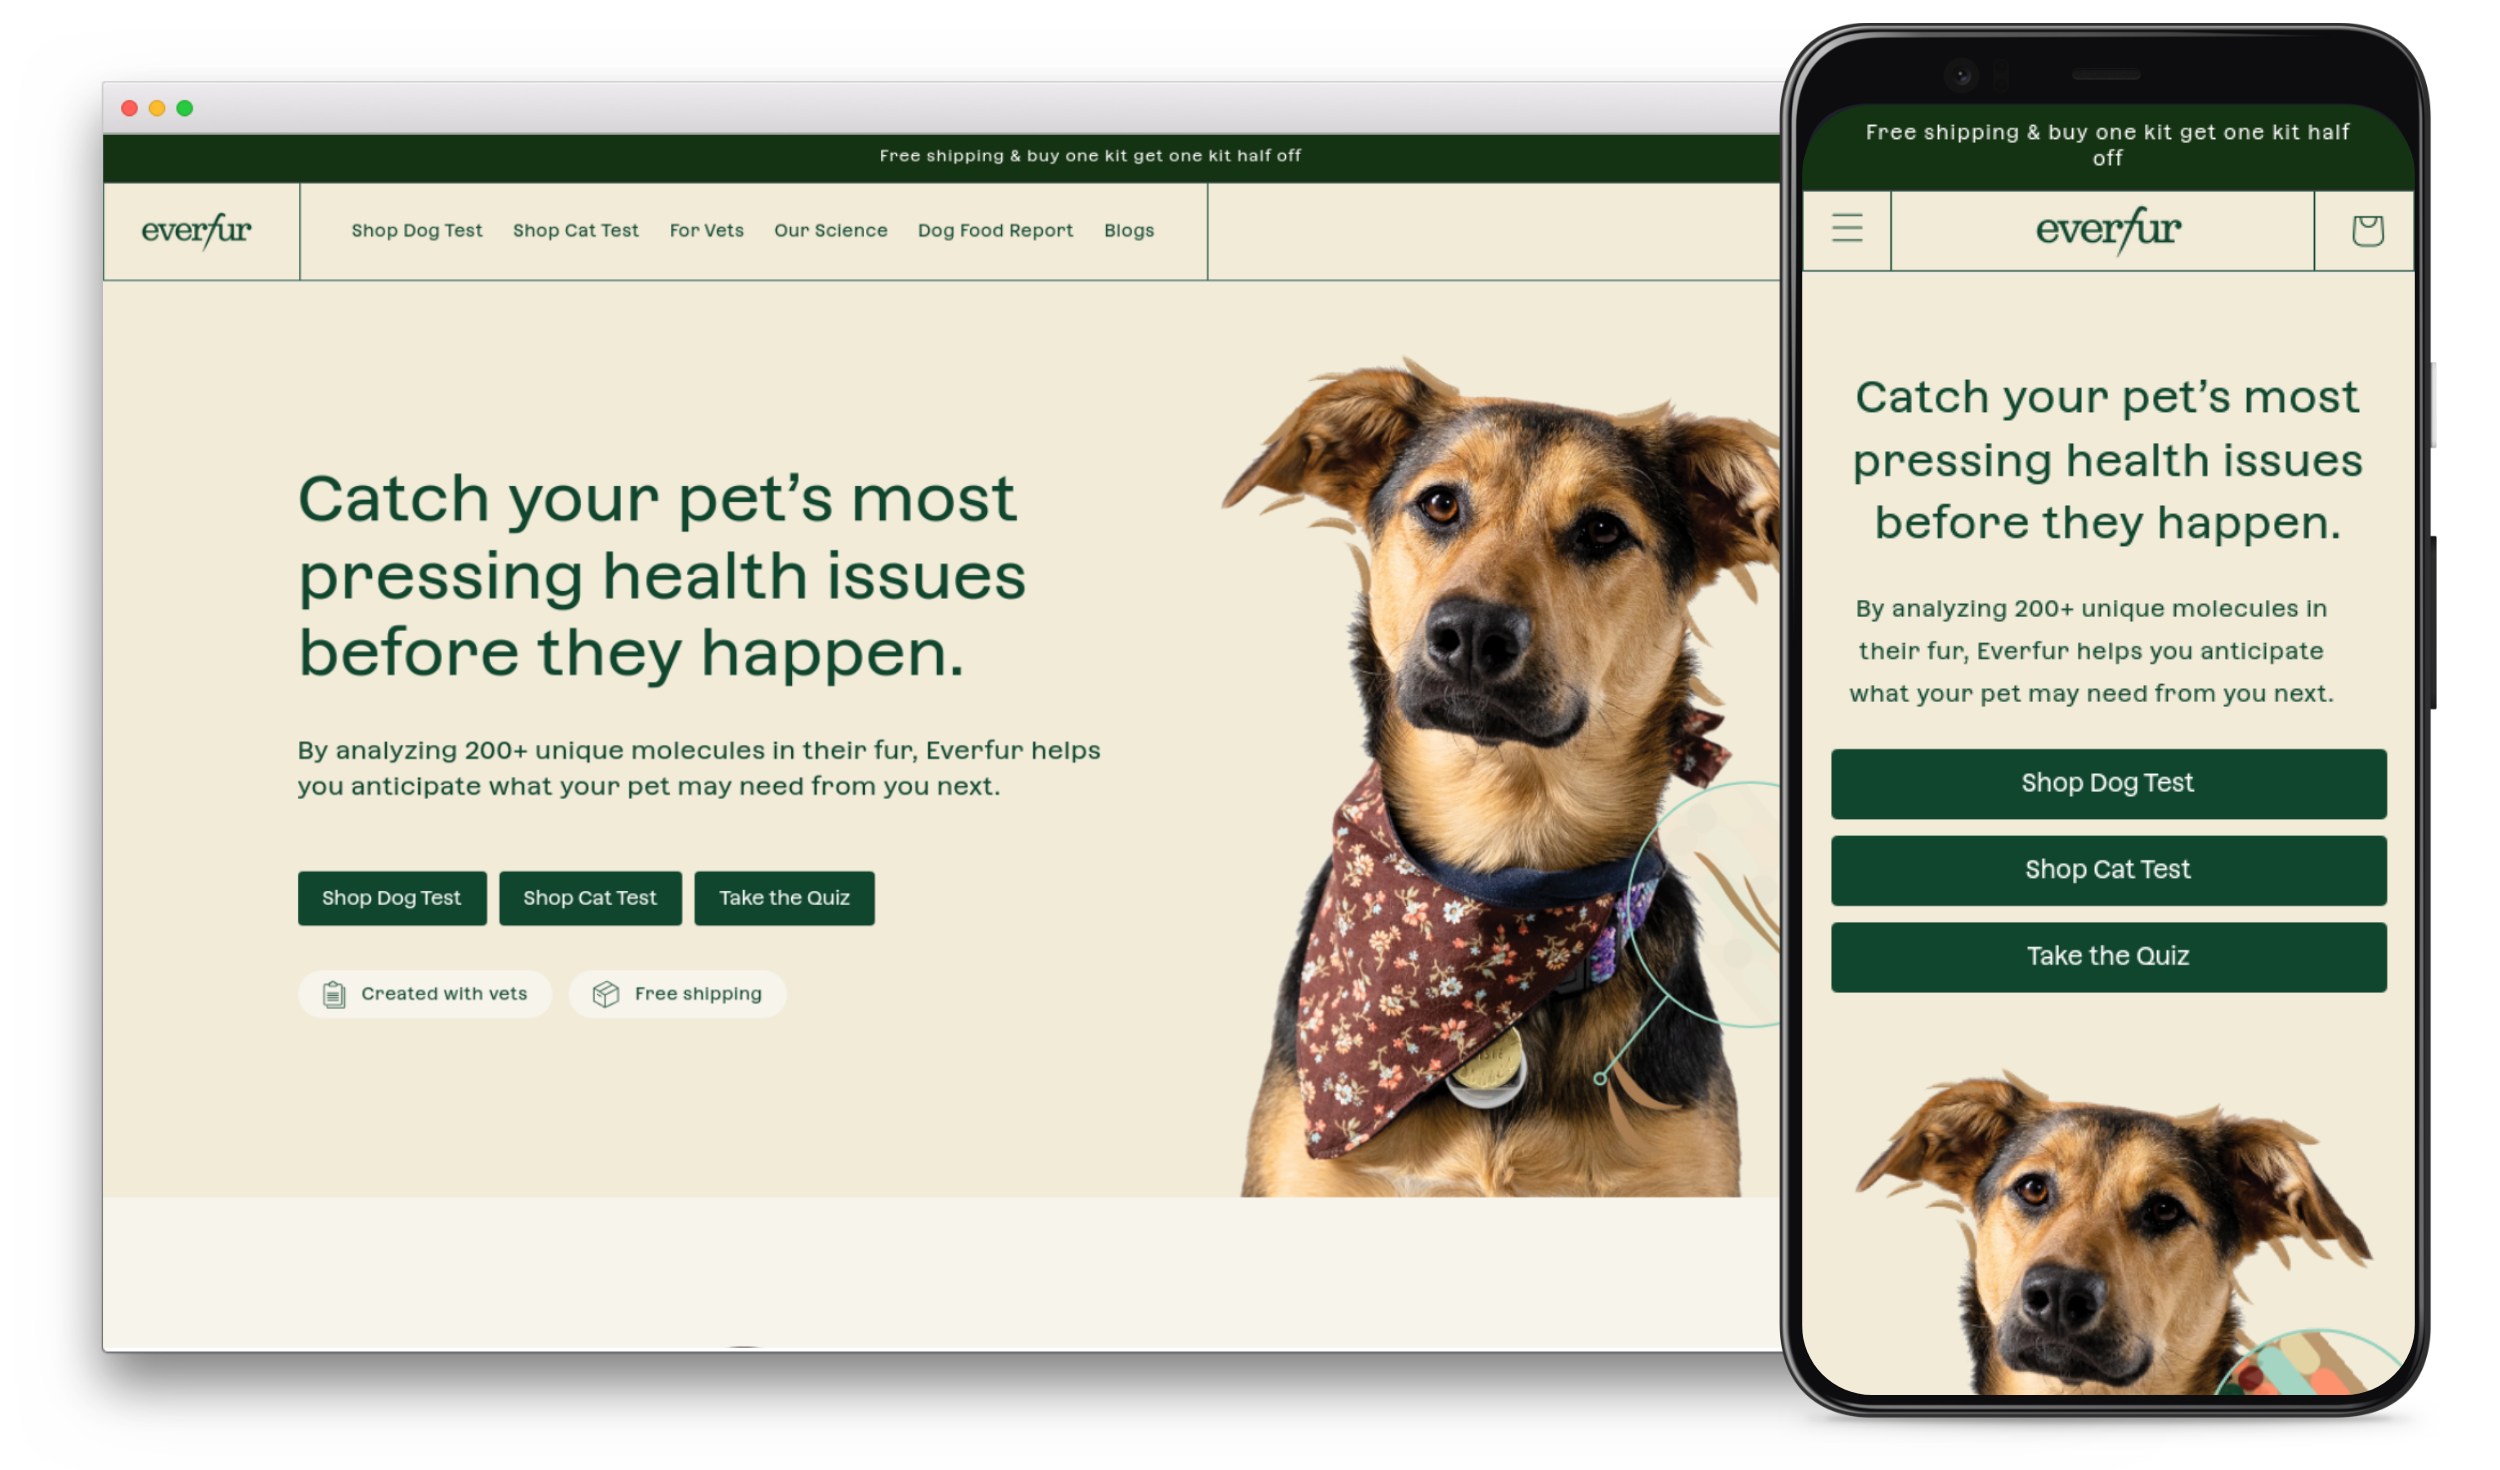 Free shipping & buy one kit get one kit half off
everfur
Shop Dog Test
Shop Cat Test
For Vets
Our Science
Dog Food Report
Blogs
Catch your pet’s most
pressing health issues
before they happen.
By analyzing 200+ unique molecules in their fur, Everfur helps
you anticipate what your pet may need from you next.
Shop Dog Test
Shop Cat Test
Take the Quiz
Created with vets
Free shipping
Free shipping & buy one kit get one kit half
off
everfur
Catch your pet’s most
pressing health issues
before they happen.
By analyzing 200+ unique molecules in
their fur, Everfur helps you anticipate
what your pet may need from you next.
Shop Dog Test
Shop Cat Test
Take the Quiz